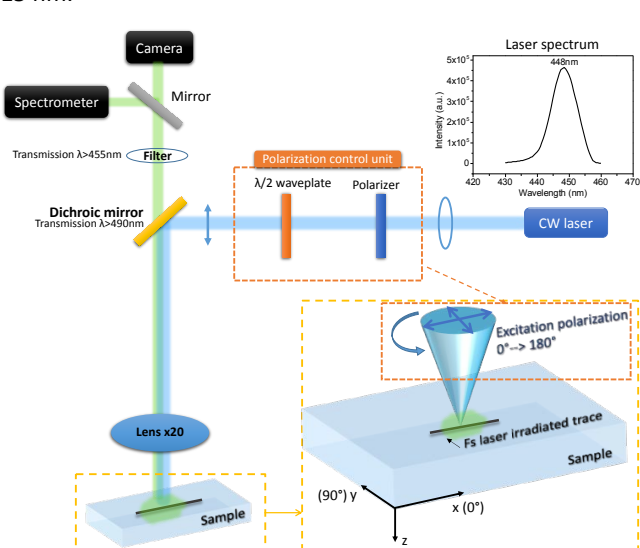 Camera
Laser spectrum
448nm
5x10⁵
4x10⁵
3x10⁵
2x10⁵
1x10⁵
0
Intensity (a.u.)
420 430 440 450 460 470
Wavelength (nm)
Spectrometer
Mirror
Transmission λ>455nm
Filter
Polarization control unit
λ/2 waveplate
Polarizer
Dichroic mirror
Transmission λ>490nm
CW laser
Excitation polarization
0°--> 180°
Lens x20
Fs laser irradiated trace
Sample
Sample
(90°) y
x (0°)
z